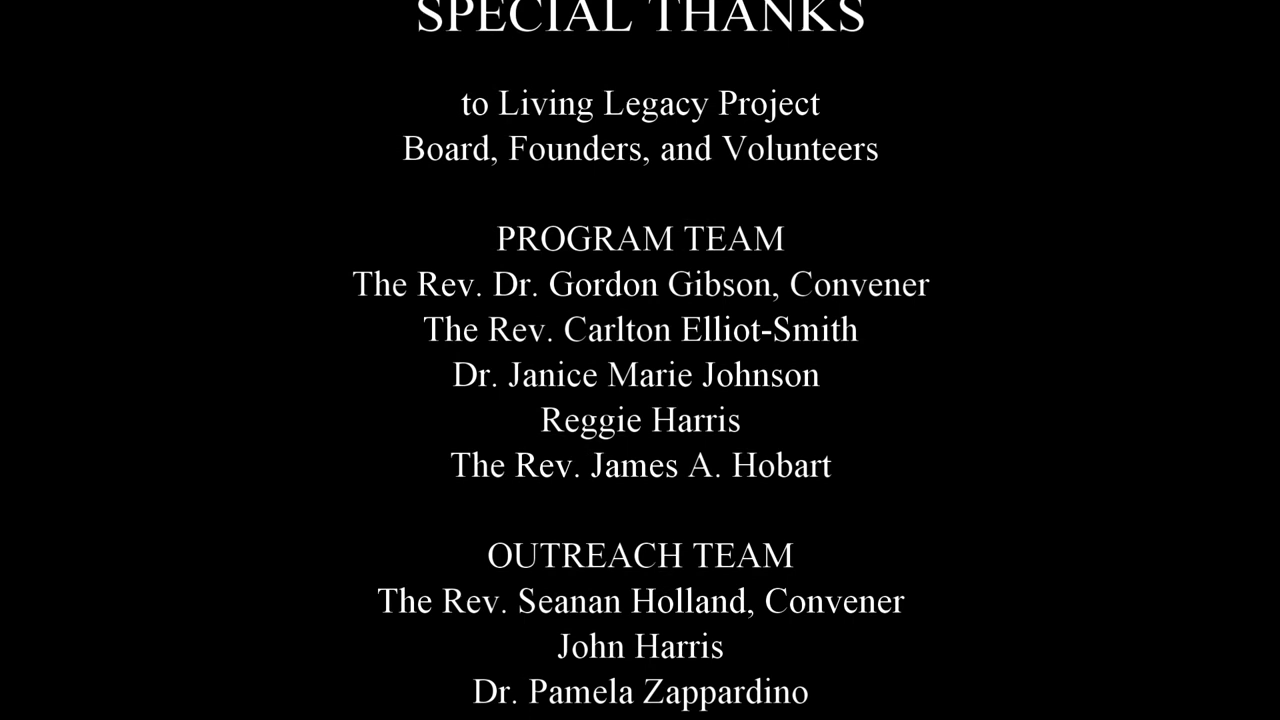 SPECIAL THANKS
to Living Legacy Project
Board, Founders, and Volunteers
PROGRAM TEAM
The Rev. Dr. Gordon Gibson, Convener
The Rev. Carlton Elliot-Smith
Dr. Janice Marie Johnson
Reggie Harris
The Rev. James A. Hobart
OUTREACH TEAM
The Rev. Seanan Holland, Convener
John Harris
Dr. Pamela Zappardino